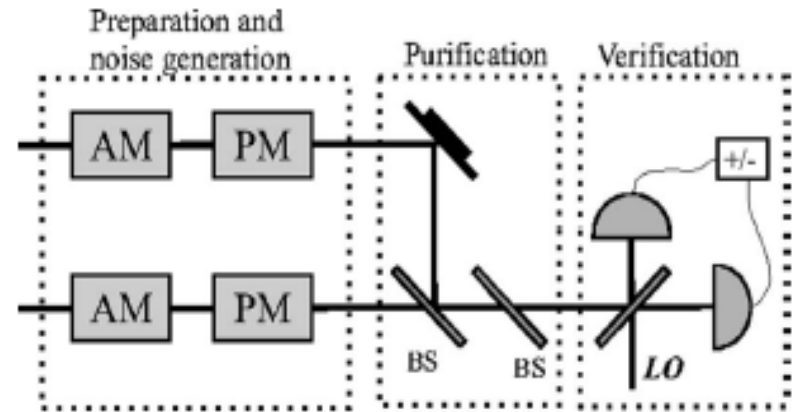 Preparation and
noise generation
Purification
Verification
AM
PM
+/-
AM
PM
BS
BS
LO